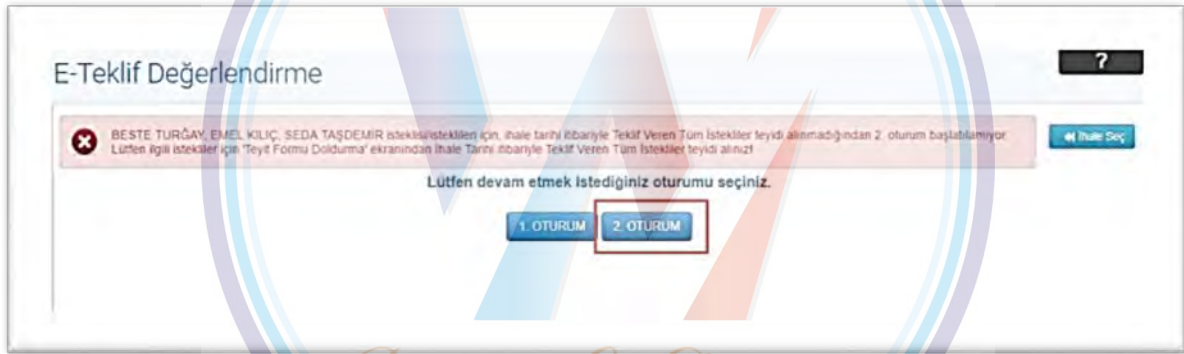 ?
E-Teklif Değerlendirme
BESTE TURĞAY, EMEL KILIÇ, SEDA TAŞDEMİR isteklisi/isteklileri için, ihale tarihi itibariyle Teklif Veren Tüm İstekliler teyidi alınmadığından 2. oturum başlatılamıyor.
Lütfen ilgili istekliler için 'Teyit Formu Doldurma' ekranından İhale Tarihi itibariyle Teklif Veren Tüm İstekliler teyidi alınız!
İhale Seç
Lütfen devam etmek istediğiniz oturumu seçiniz.
1. OTURUM 2. OTURUM